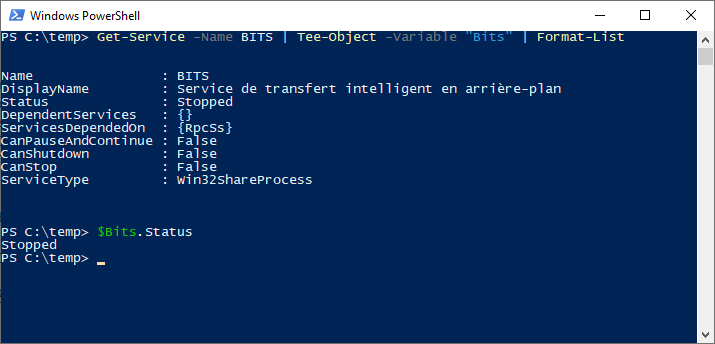 Windows PowerShell
PS C:\temp> Get-Service -Name BITS | Tee-Object -Variable "Bits" | Format-List
Name                : BITS
DisplayName         : Service de transfert intelligent en arrière-plan
Status              : Stopped
DependentServices   : {}
ServicesDependedOn  : {RpcSs}
CanPauseAndContinue : False
CanShutdown         : False
CanStop             : False
ServiceType         : Win32ShareProcess
PS C:\temp> $Bits.Status
Stopped
PS C:\temp>